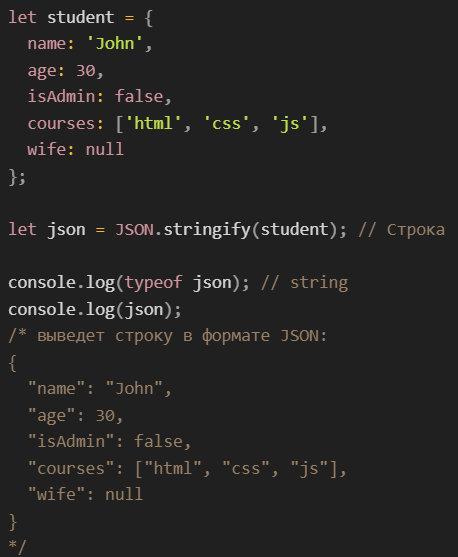 let student = {
  name: 'John',
  age: 30,
  isAdmin: false,
  courses: ['html', 'css', 'js'],
  wife: null
};

let json = JSON.stringify(student); // Строка

console.log(typeof json); // string
console.log(json);
/* выведет строку в формате JSON:
{
  "name": "John",
  "age": 30,
  "isAdmin": false,
  "courses": ["html", "css", "js"],
  "wife": null
}
*/